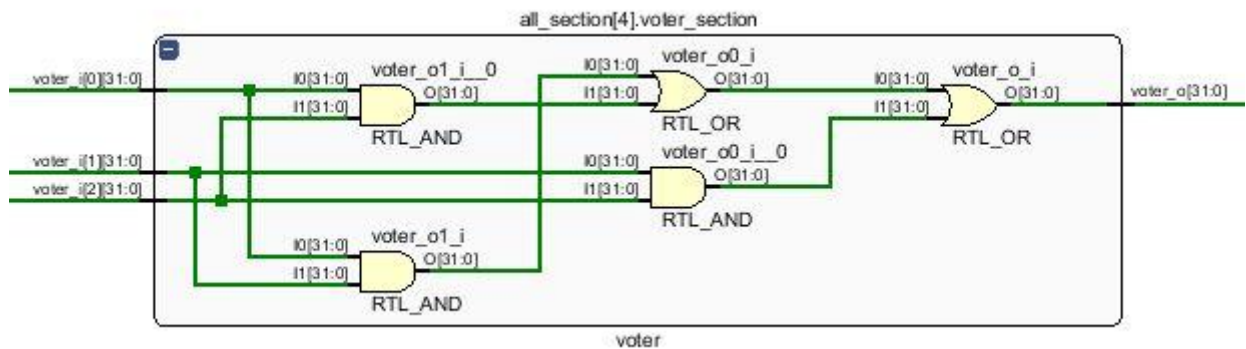 all_section[4].voter_section
voter_i[0][31:0]
voter_i[1][31:0]
voter_i[2][31:0]
I0[31:0]
I1[31:0]
voter_o1_i__0
O[31:0]
RTL_AND
I0[31:0]
I1[31:0]
voter_o1_i
O[31:0]
RTL_AND
I0[31:0]
I1[31:0]
voter_o0_i
O[31:0]
RTL_OR
I0[31:0]
I1[31:0]
voter_o0_i__0
O[31:0]
RTL_AND
I0[31:0]
I1[31:0]
voter_o_i
O[31:0]
RTL_OR
voter_o[31:0]
voter